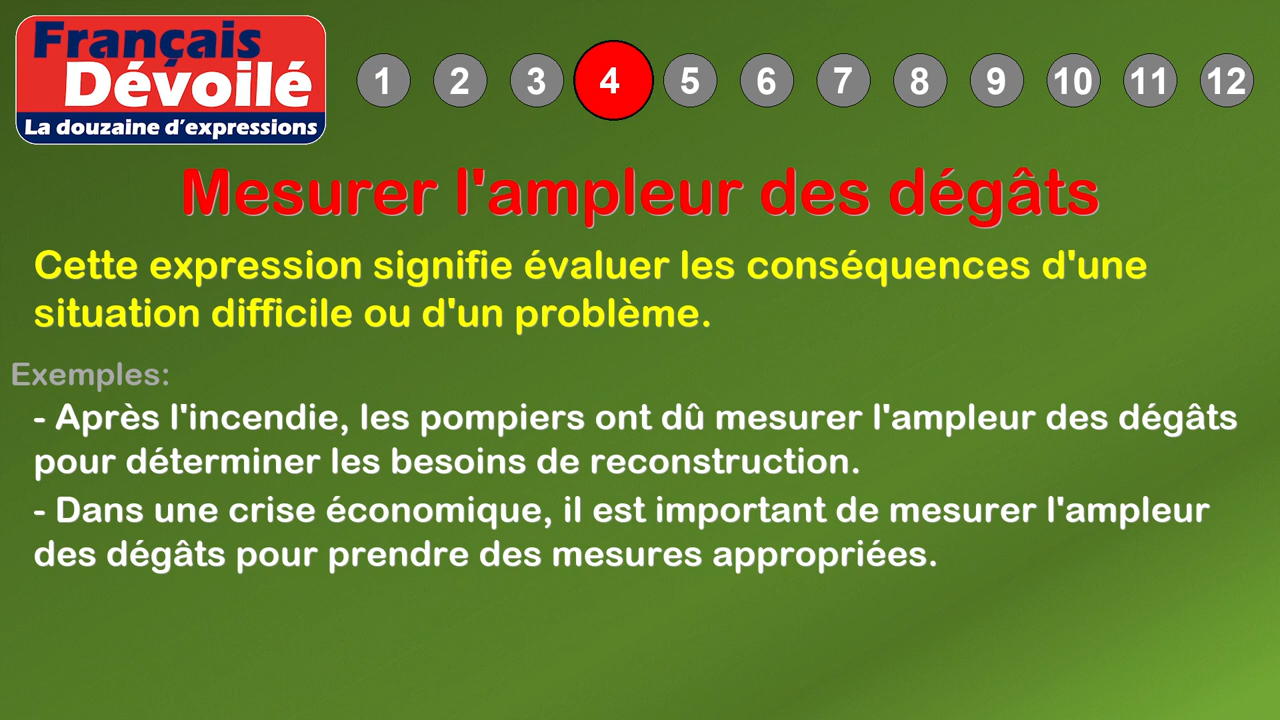 Français
Dévoilé
La douzaine d'expressions
1 2 3 4 5 6 7 8 9 10 11 12
Mesurer l'ampleur des dégâts
Cette expression signifie évaluer les conséquences d'une
situation difficile ou d'un problème.
Exemples:
- Après l'incendie, les pompiers ont dû mesurer l'ampleur des dégâts
pour déterminer les besoins de reconstruction.
- Dans une crise économique, il est important de mesurer l'ampleur
des dégâts pour prendre des mesures appropriées.